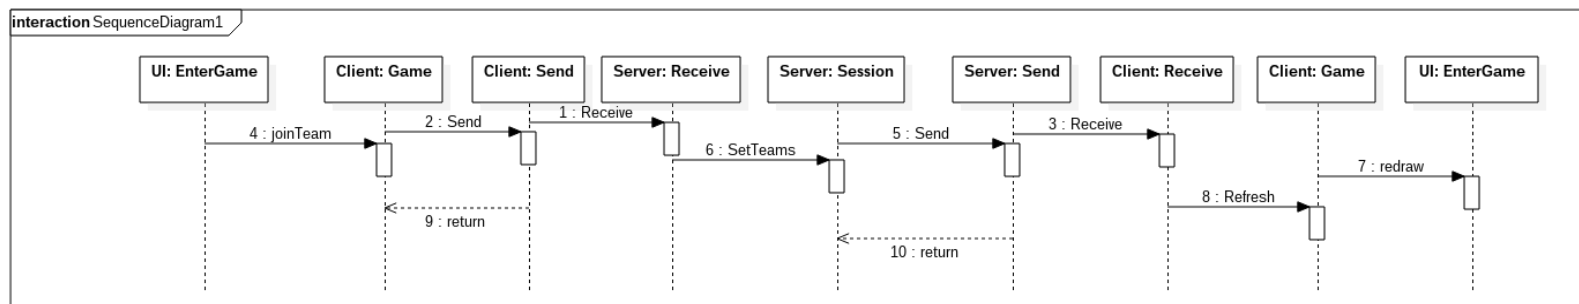 interaction SequenceDiagram1
UI: EnterGame
Client: Game
Client: Send
Server: Receive
Server: Session
Server: Send
Client: Receive
Client: Game
UI: EnterGame
1 : Receive
2 : Send
3 : Receive
4 : joinTeam
5 : Send
6 : SetTeams
7 : redraw
8 : Refresh
9 : return
10 : return